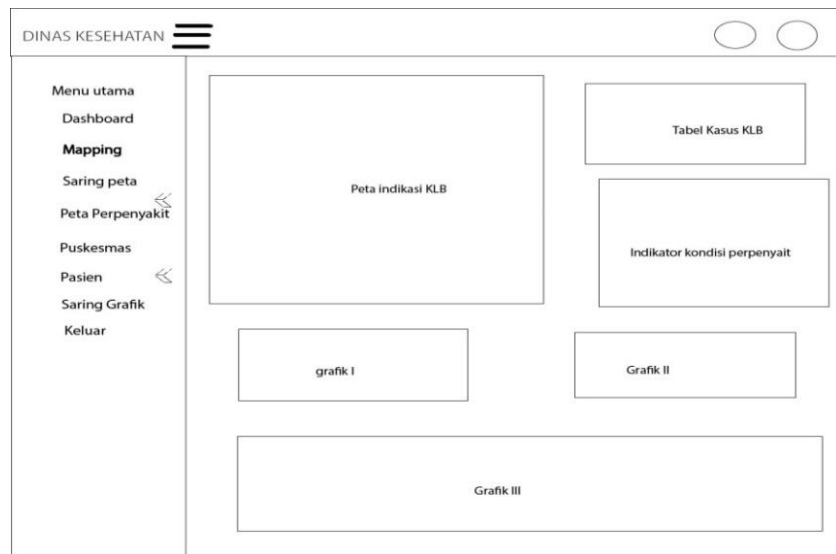 DINAS KESEHATAN
Menu utama
Dashboard
Mapping
Saring peta
Peta Perpenyakit
Puskesmas
Pasien
Saring Grafik
Keluar
Peta indikasi KLB
Tabel Kasus KLB
Indikator kondisi perpenyait
grafik I
Grafik II
Grafik III